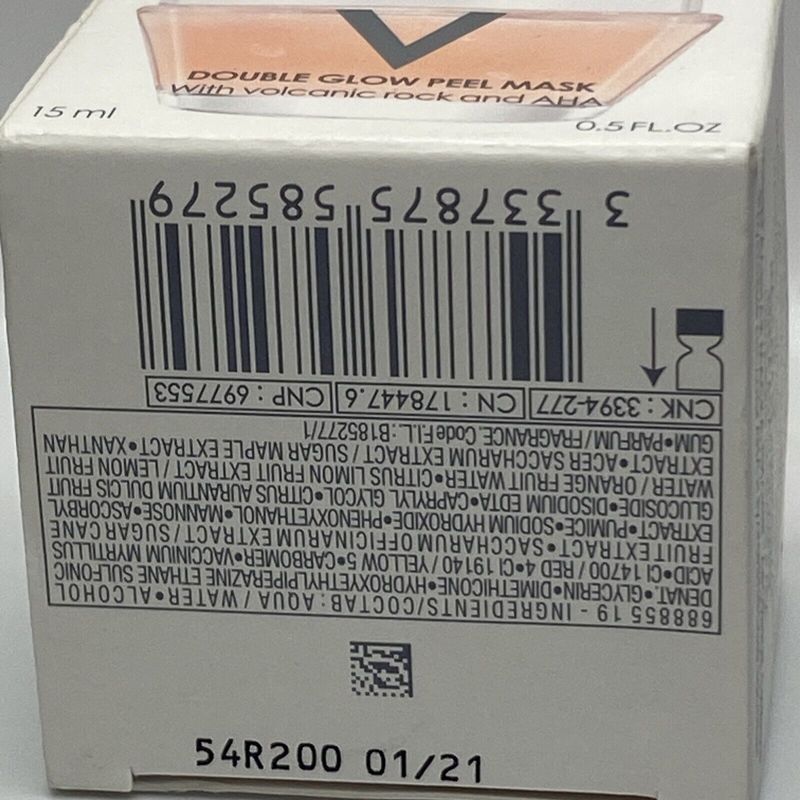 V
DOUBLE GLOW PEEL MASK
With volcanic rock and AHA
15 ml
0.5 FL.OZ
3 337875 585279
CNK : 3394-277 CN : 178447.6 CNP : 6977553
688855 19 - INGREDIENTS/COCTAB: AQUA / WATER•ALCOHOL
DENAT.•GLYCERIN•DIMETHICONE•HYDROXYETHYLPIPERAZINE ETHANE SULFONIC
ACID•CI 14700 / RED 4•CI 19140 / YELLOW 5•CARBOMER•VACCINIUM MYRTILLUS
FRUIT EXTRACT•SACCHARUM OFFICINARUM EXTRACT / SUGAR CANE
EXTRACT•PUMICE•SODIUM HYDROXIDE•PHENOXYETHANOL•MANNOSE•ASCORBYL
GLUCOSIDE•DISODIUM EDTA•CAPRYLYL GLYCOL•CITRUS AURANTIUM DULCIS FRUIT
WATER / ORANGE FRUIT WATER•CITRUS LIMON FRUIT EXTRACT / LEMON FRUIT
EXTRACT•ACER SACCHARUM EXTRACT / SUGAR MAPLE EXTRACT•XANTHAN
GUM•PARFUM / FRAGRANCE. Code F.I.L. : B185277/1
54R200 01/21